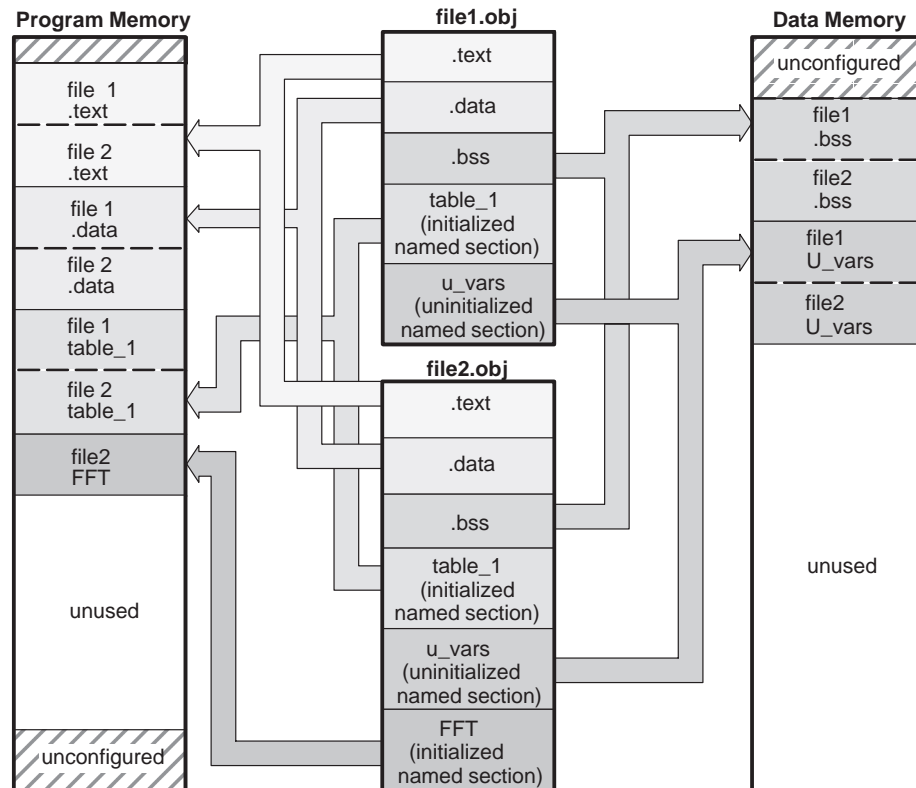 Program Memory
file 1
.text
file 2
.text
file 1
.data
file 2
.data
file 1
table_1
file 2
table_1
file2
FFT
unused
unconfigured
file1.obj
.text
.data
.bss
table_1
(initialized
named section)
u_vars
(uninitialized
named section)
file2.obj
.text
.data
.bss
table_1
(initialized
named section)
u_vars
(uninitialized
named section)
FFT
(initialized
named section)
Data Memory
unconfigured
file1
.bss
file2
.bss
file1
U_vars
file2
U_vars
unused